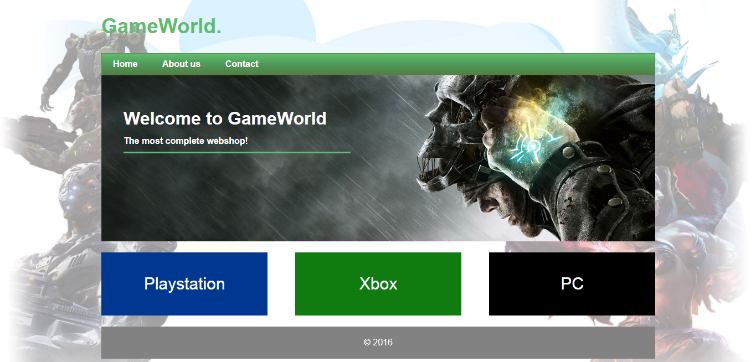 GameWorld.
Home About us Contact
Welcome to GameWorld
The most complete webshop!
Playstation Xbox PC
© 2016